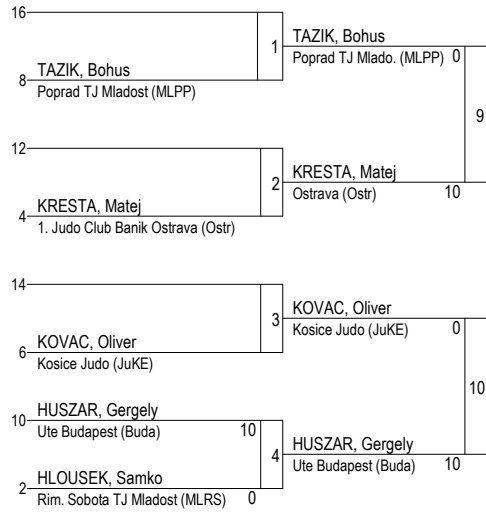 16
1
8 TAZIK, Bohus
Poprad TJ Mladost (MLPP)
TAZIK, Bohus
Poprad TJ Mlado. (MLPP) 0
9
12
2
4 KRESTA, Matej
1. Judo Club Banik Ostrava (Ostr)
KRESTA, Matej
Ostrava (Ostr) 10
14
3
6 KOVAC, Oliver
Kosice Judo (JuKE)
KOVAC, Oliver
Kosice Judo (JuKE) 0
10
10 HUSZAR, Gergely
Ute Budapest (Buda) 10
4
2 HLOUSEK, Samko
Rim. Sobota TJ Mladost (MLRS) 0
HUSZAR, Gergely
Ute Budapest (Buda) 10